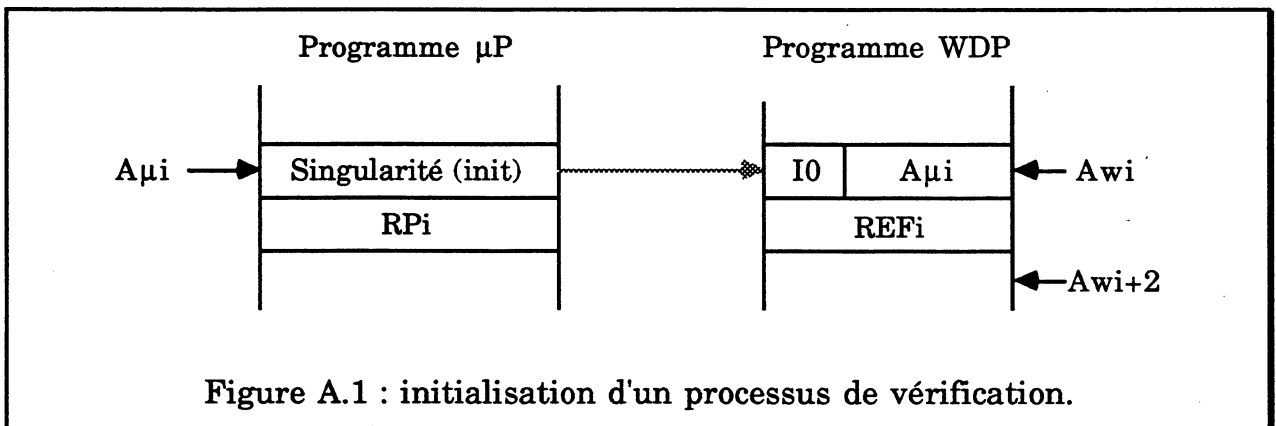 Programme µP Programme WDP
Aµi Singularité (init) I0 Aµi Awi
RPi REFi
Awi+2
Figure A.1 : initialisation d'un processus de vérification.